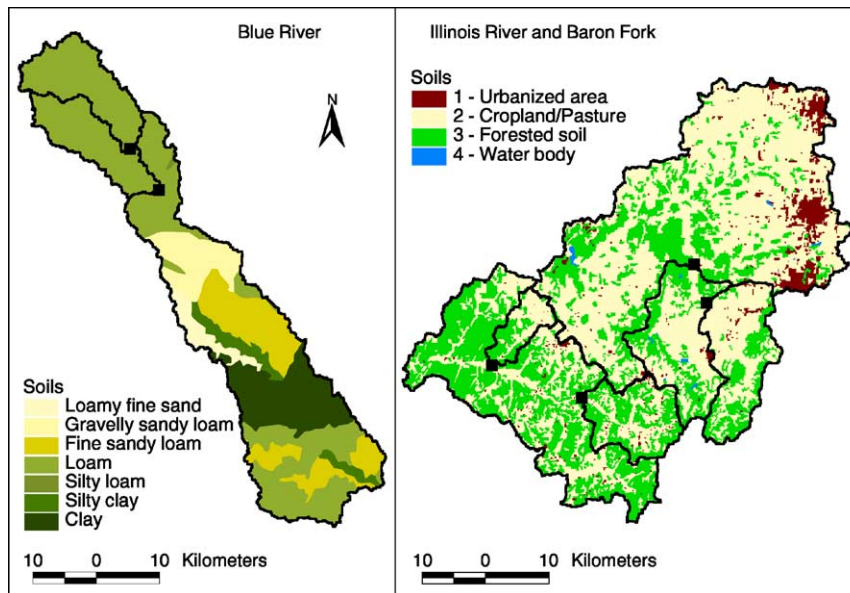 Blue River
N
Soils
Loamy fine sand
Gravelly sandy loam
Fine sandy loam
Loam
Silty loam
Silty clay
Clay
10 0 10 Kilometers
Illinois River and Baron Fork
Soils
1 - Urbanized area
2 - Cropland/Pasture
3 - Forested soil
4 - Water body
10 0 10 Kilometers